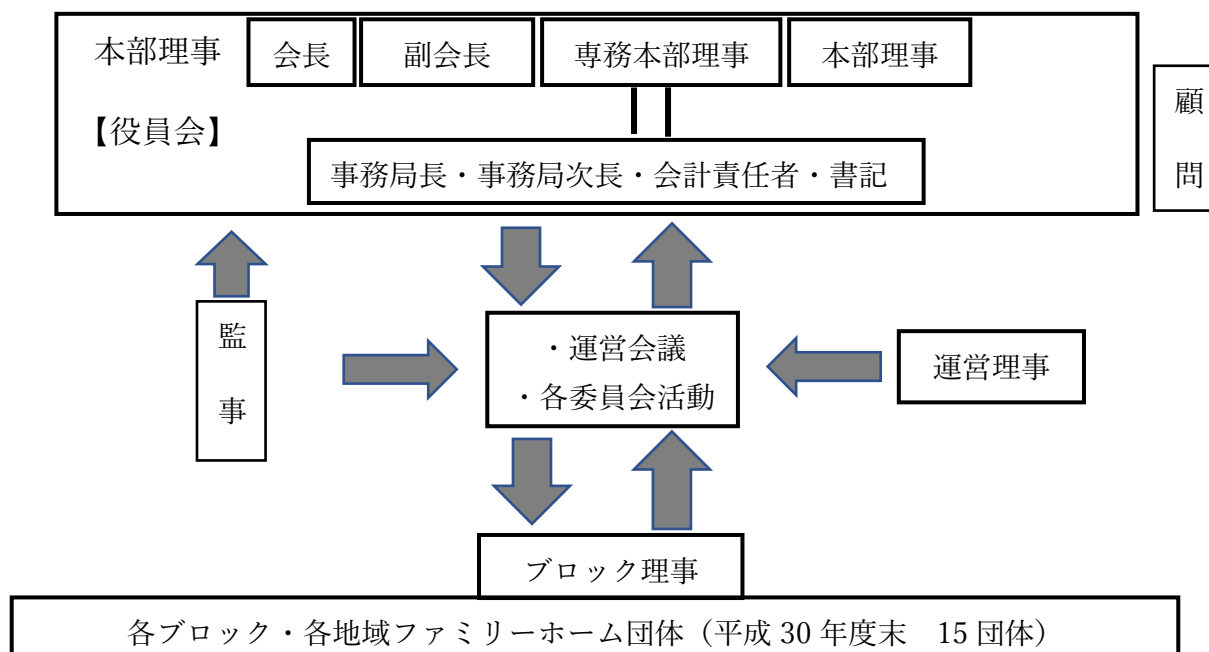 本部理事
会長
副会長
専務本部理事
本部理事
【役員会】
事務局長・事務局次長・会計責任者・書記
顧問
監事
・運営会議
・各委員会活動
運営理事
ブロック理事
各ブロック・各地域ファミリーホーム団体（平成 30 年度末　15 団体）